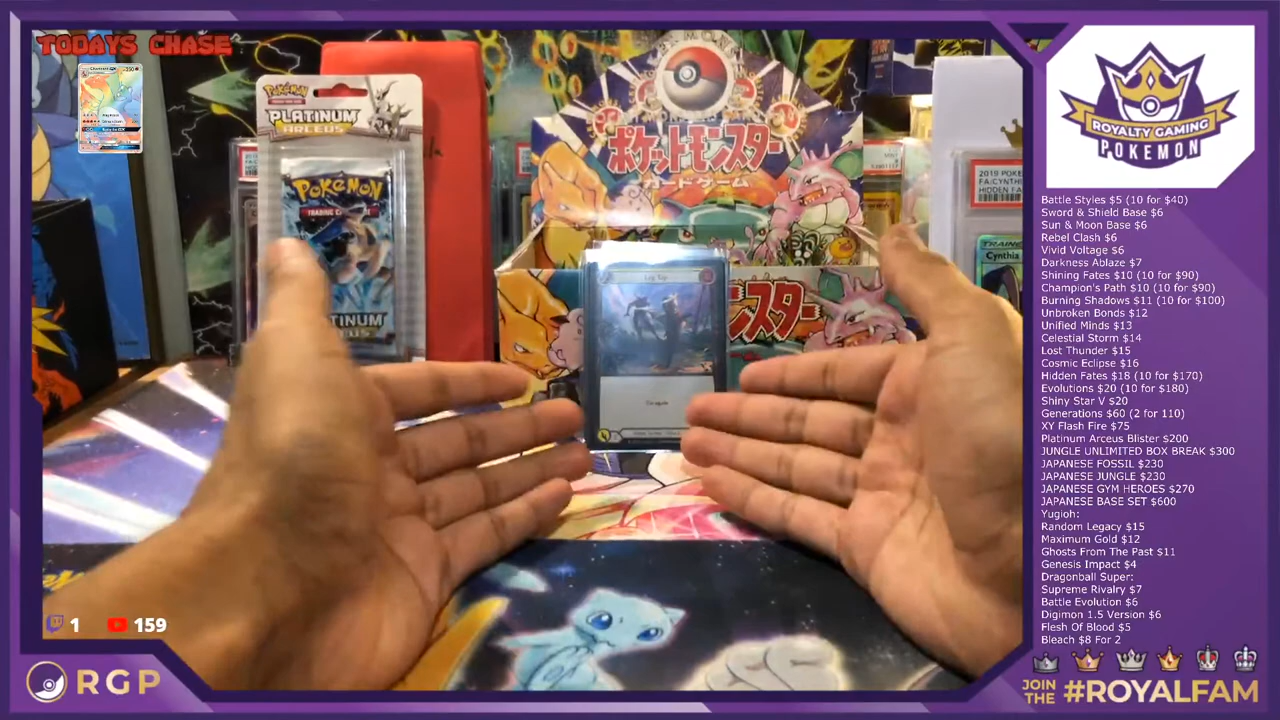 TODAYS CHASE
POKéMON
PLATINUM
ARCEUS
POKéMON
ポケットモンスター
カードゲーム
TRAINER
Cynthia
1
159
RGP
ROYALTY GAMING
POKEMON
Battle Styles $5 (10 for $40)
Sword & Shield Base $6
Sun & Moon Base $6
Rebel Clash $6
Vivid Voltage $6
Darkness Ablaze $7
Shining Fates $10 (10 for $90)
Champion's Path $10 (10 for $90)
Burning Shadows $11 (10 for $100)
Unbroken Bonds $12
Unified Minds $13
Celestial Storm $14
Lost Thunder $15
Cosmic Eclipse $16
Hidden Fates $18 (10 for $170)
Evolutions $20 (10 for $180)
Shiny Star V $20
Generations $60 (2 for 110)
XY Flash Fire $75
Platinum Arceus Blister $200
JUNGLE UNLIMITED BOX BREAK $300
JAPANESE FOSSIL $230
JAPANESE JUNGLE $230
JAPANESE GYM HEROES $270
JAPANESE BASE SET $600
Yugioh:
Random Legacy $15
Maximum Gold $12
Ghosts From The Past $11
Genesis Impact $4
Dragonball Super:
Supreme Rivalry $7
Battle Evolution $6
Digimon 1.5 Version $6
Flesh Of Blood $5
Bleach $8 For 2
JOIN
THE #ROYALFAM